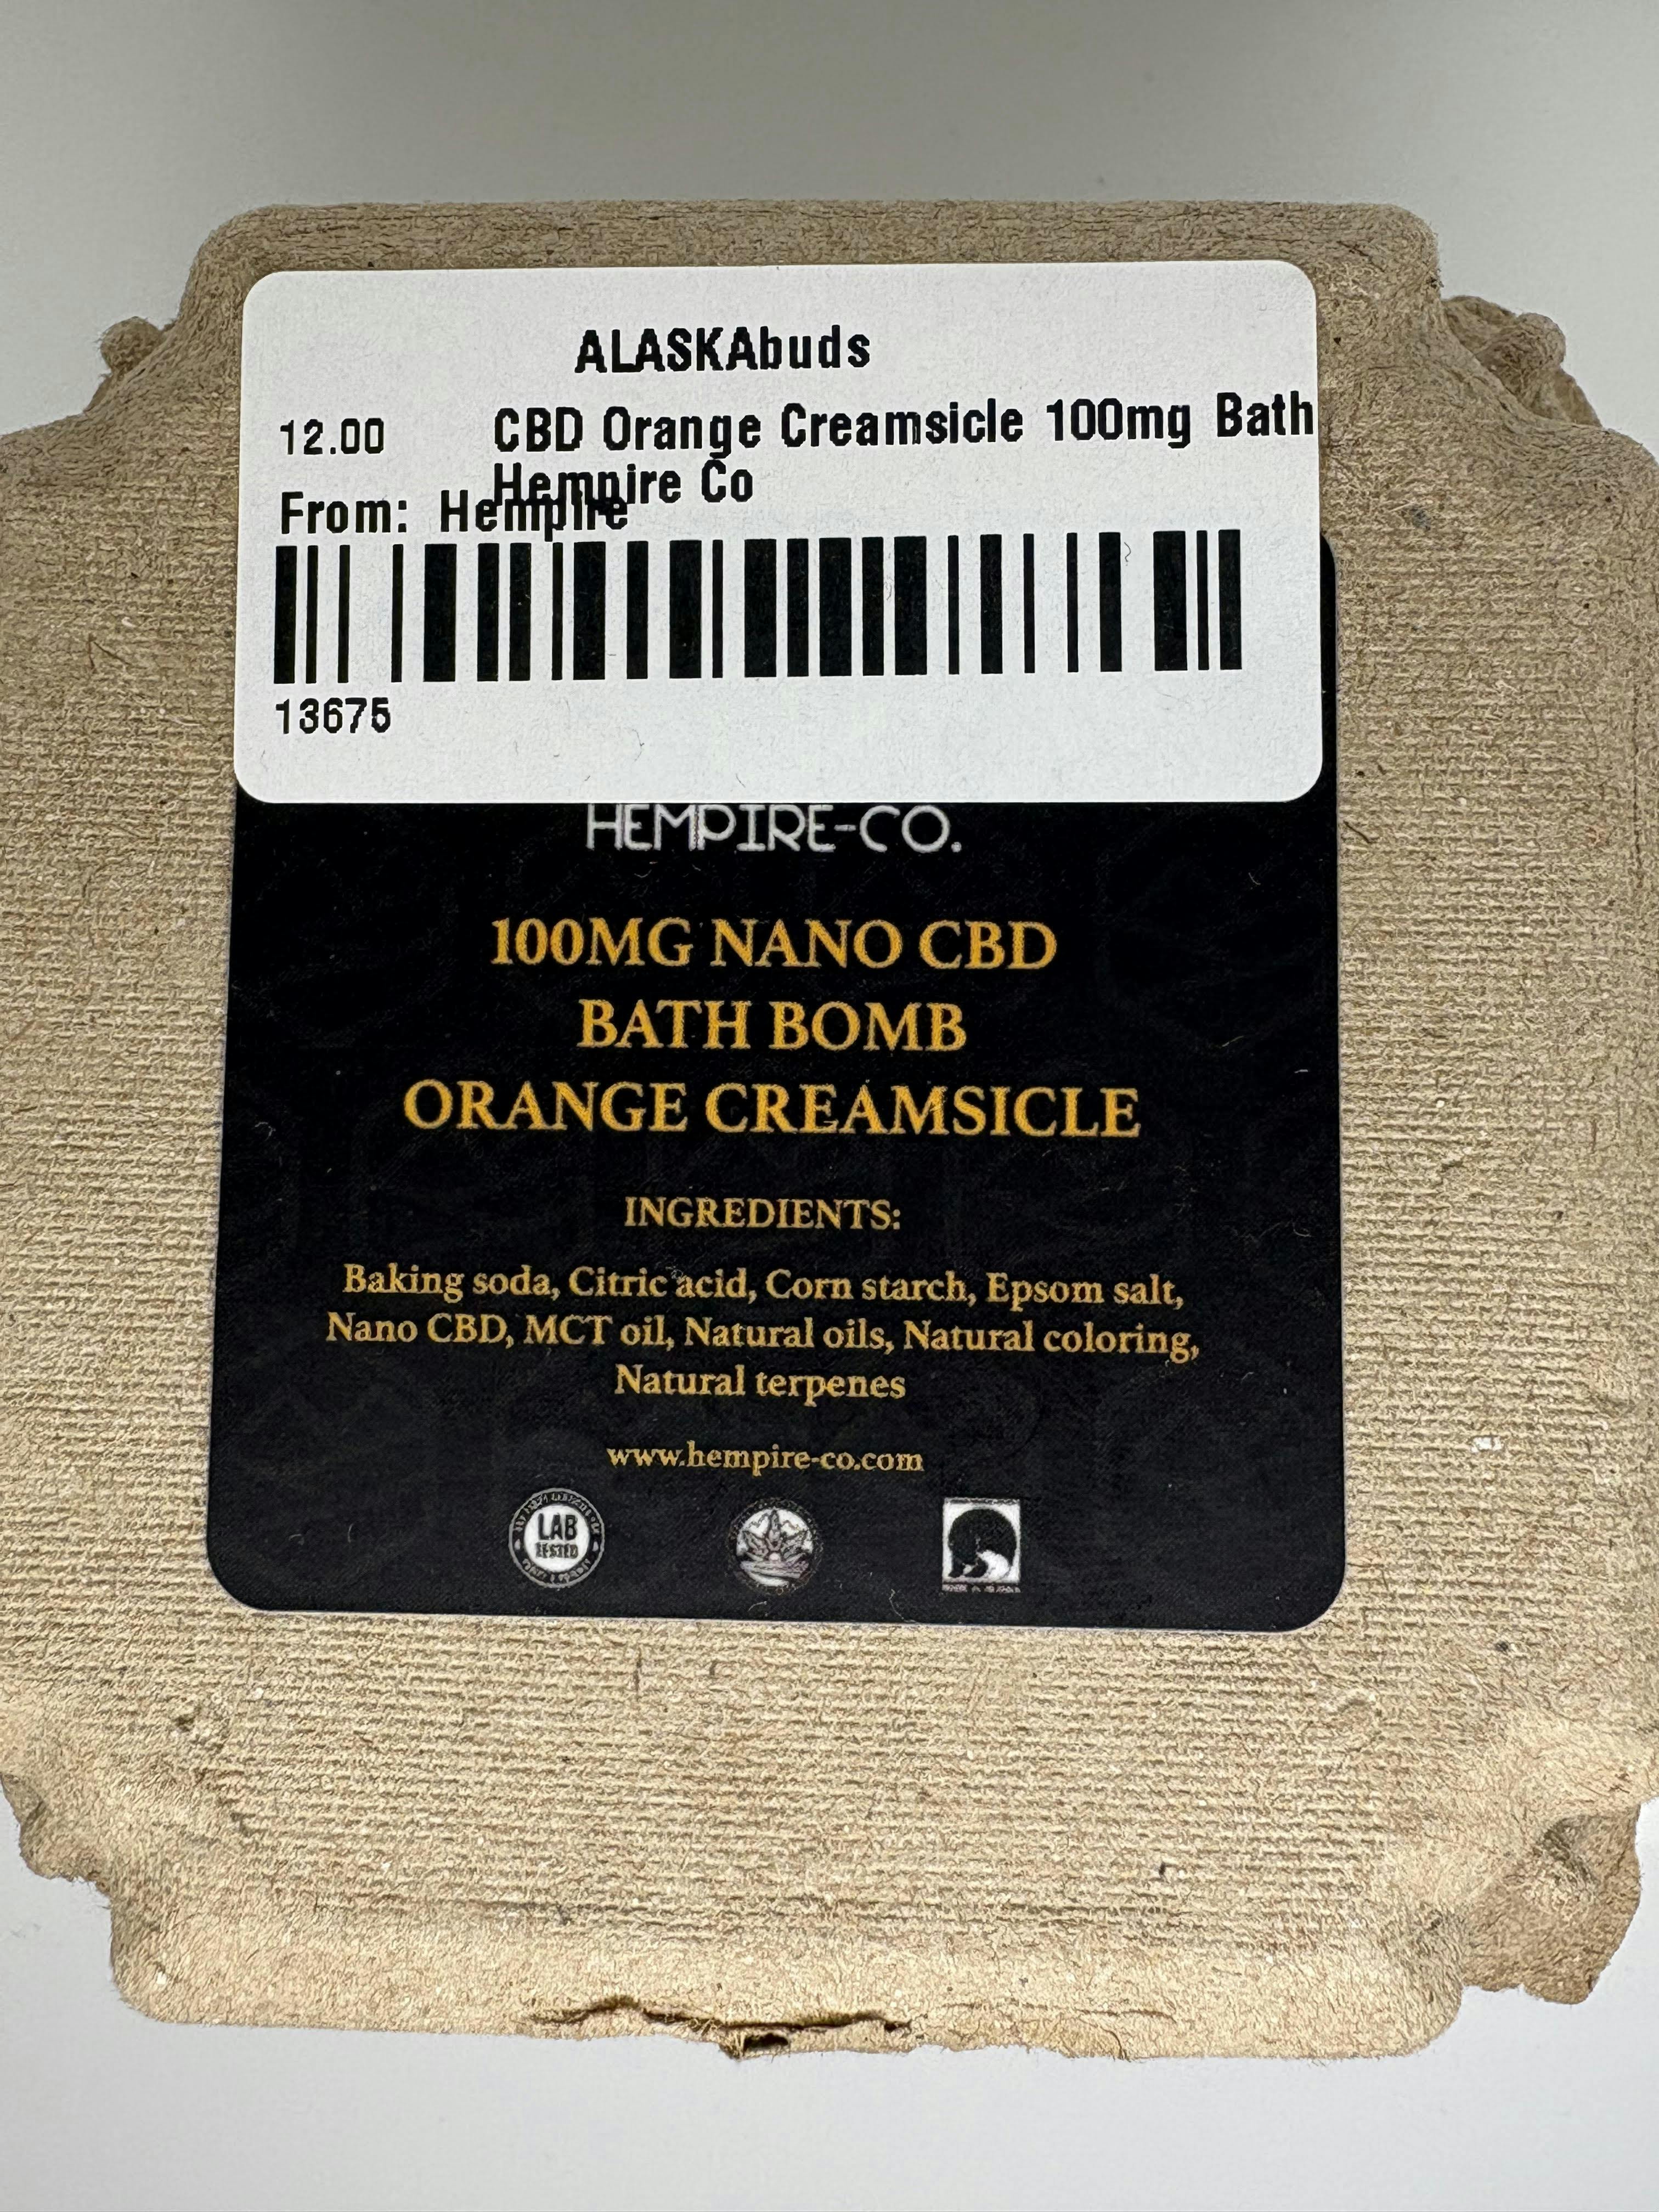 ALASKAbuds
12.00 CBD Orange Creamsicle 100mg Bath
Hempire Co
From: Hempire
13675
HEMPIRE-CO.
100MG NANO CBD
BATH BOMB
ORANGE CREAMSICLE
INGREDIENTS:
Baking soda, Citric acid, Corn starch, Epsom salt,
Nano CBD, MCT oil, Natural oils, Natural coloring,
Natural terpenes
www.hempire-co.com
LAB
TESTED